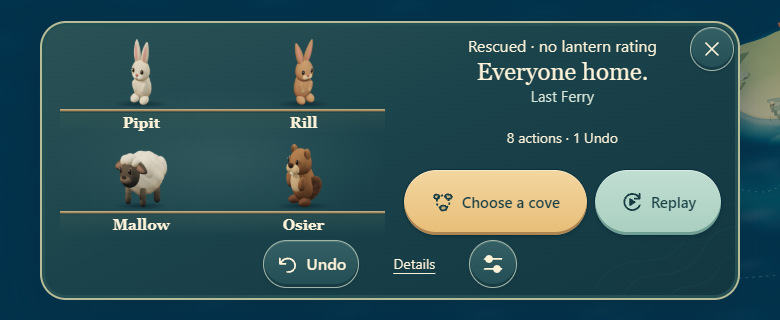 Rescued · no lantern rating
Everyone home.
Last Ferry
8 actions · 1 Undo
Pipit
Rill
Mallow
Osier
Choose a cove
Replay
Undo
Details